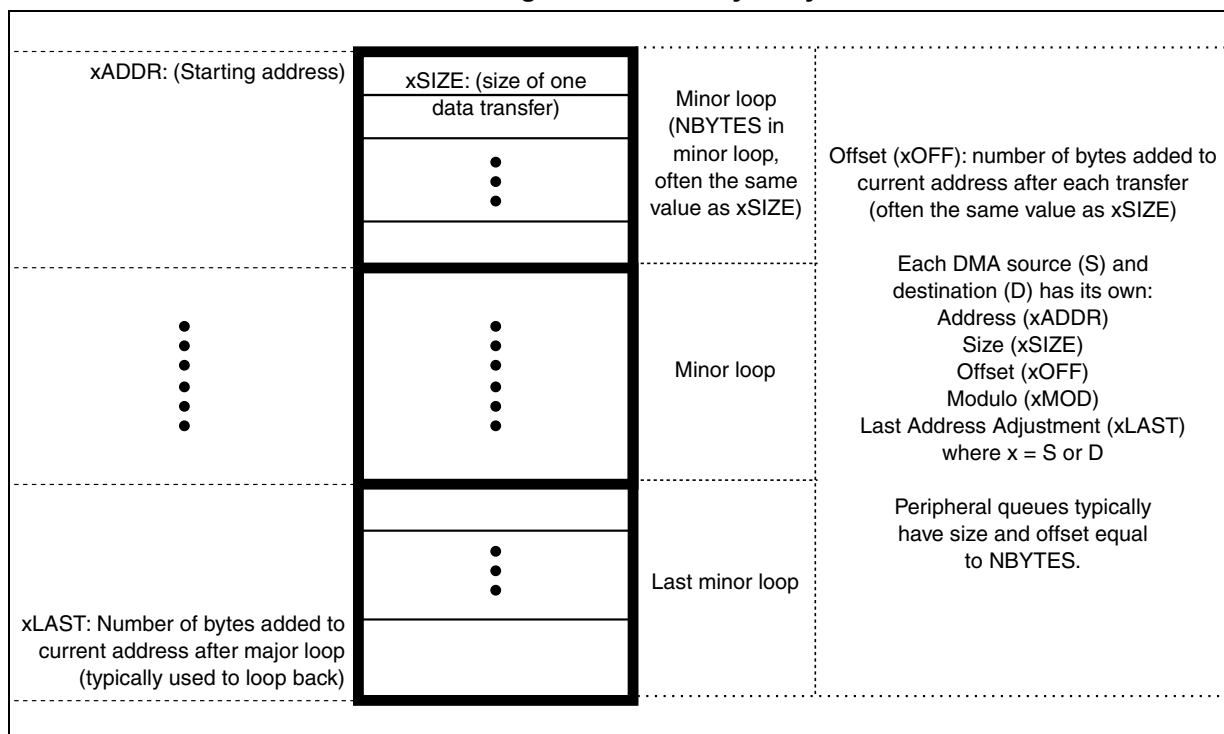 xADDR: (Starting address)
xSIZE: (size of one
data transfer)
Minor loop
(NBYTES in
minor loop,
often the same
value as xSIZE)
Offset (xOFF): number of bytes added to
current address after each transfer
(often the same value as xSIZE)
Each DMA source (S) and
destination (D) has its own:
Address (xADDR)
Size (xSIZE)
Offset (xOFF)
Modulo (xMOD)
Last Address Adjustment (xLAST)
where x = S or D
Minor loop
Peripheral queues typically
have size and offset equal
to NBYTES.
Last minor loop
xLAST: Number of bytes added to
current address after major loop
(typically used to loop back)